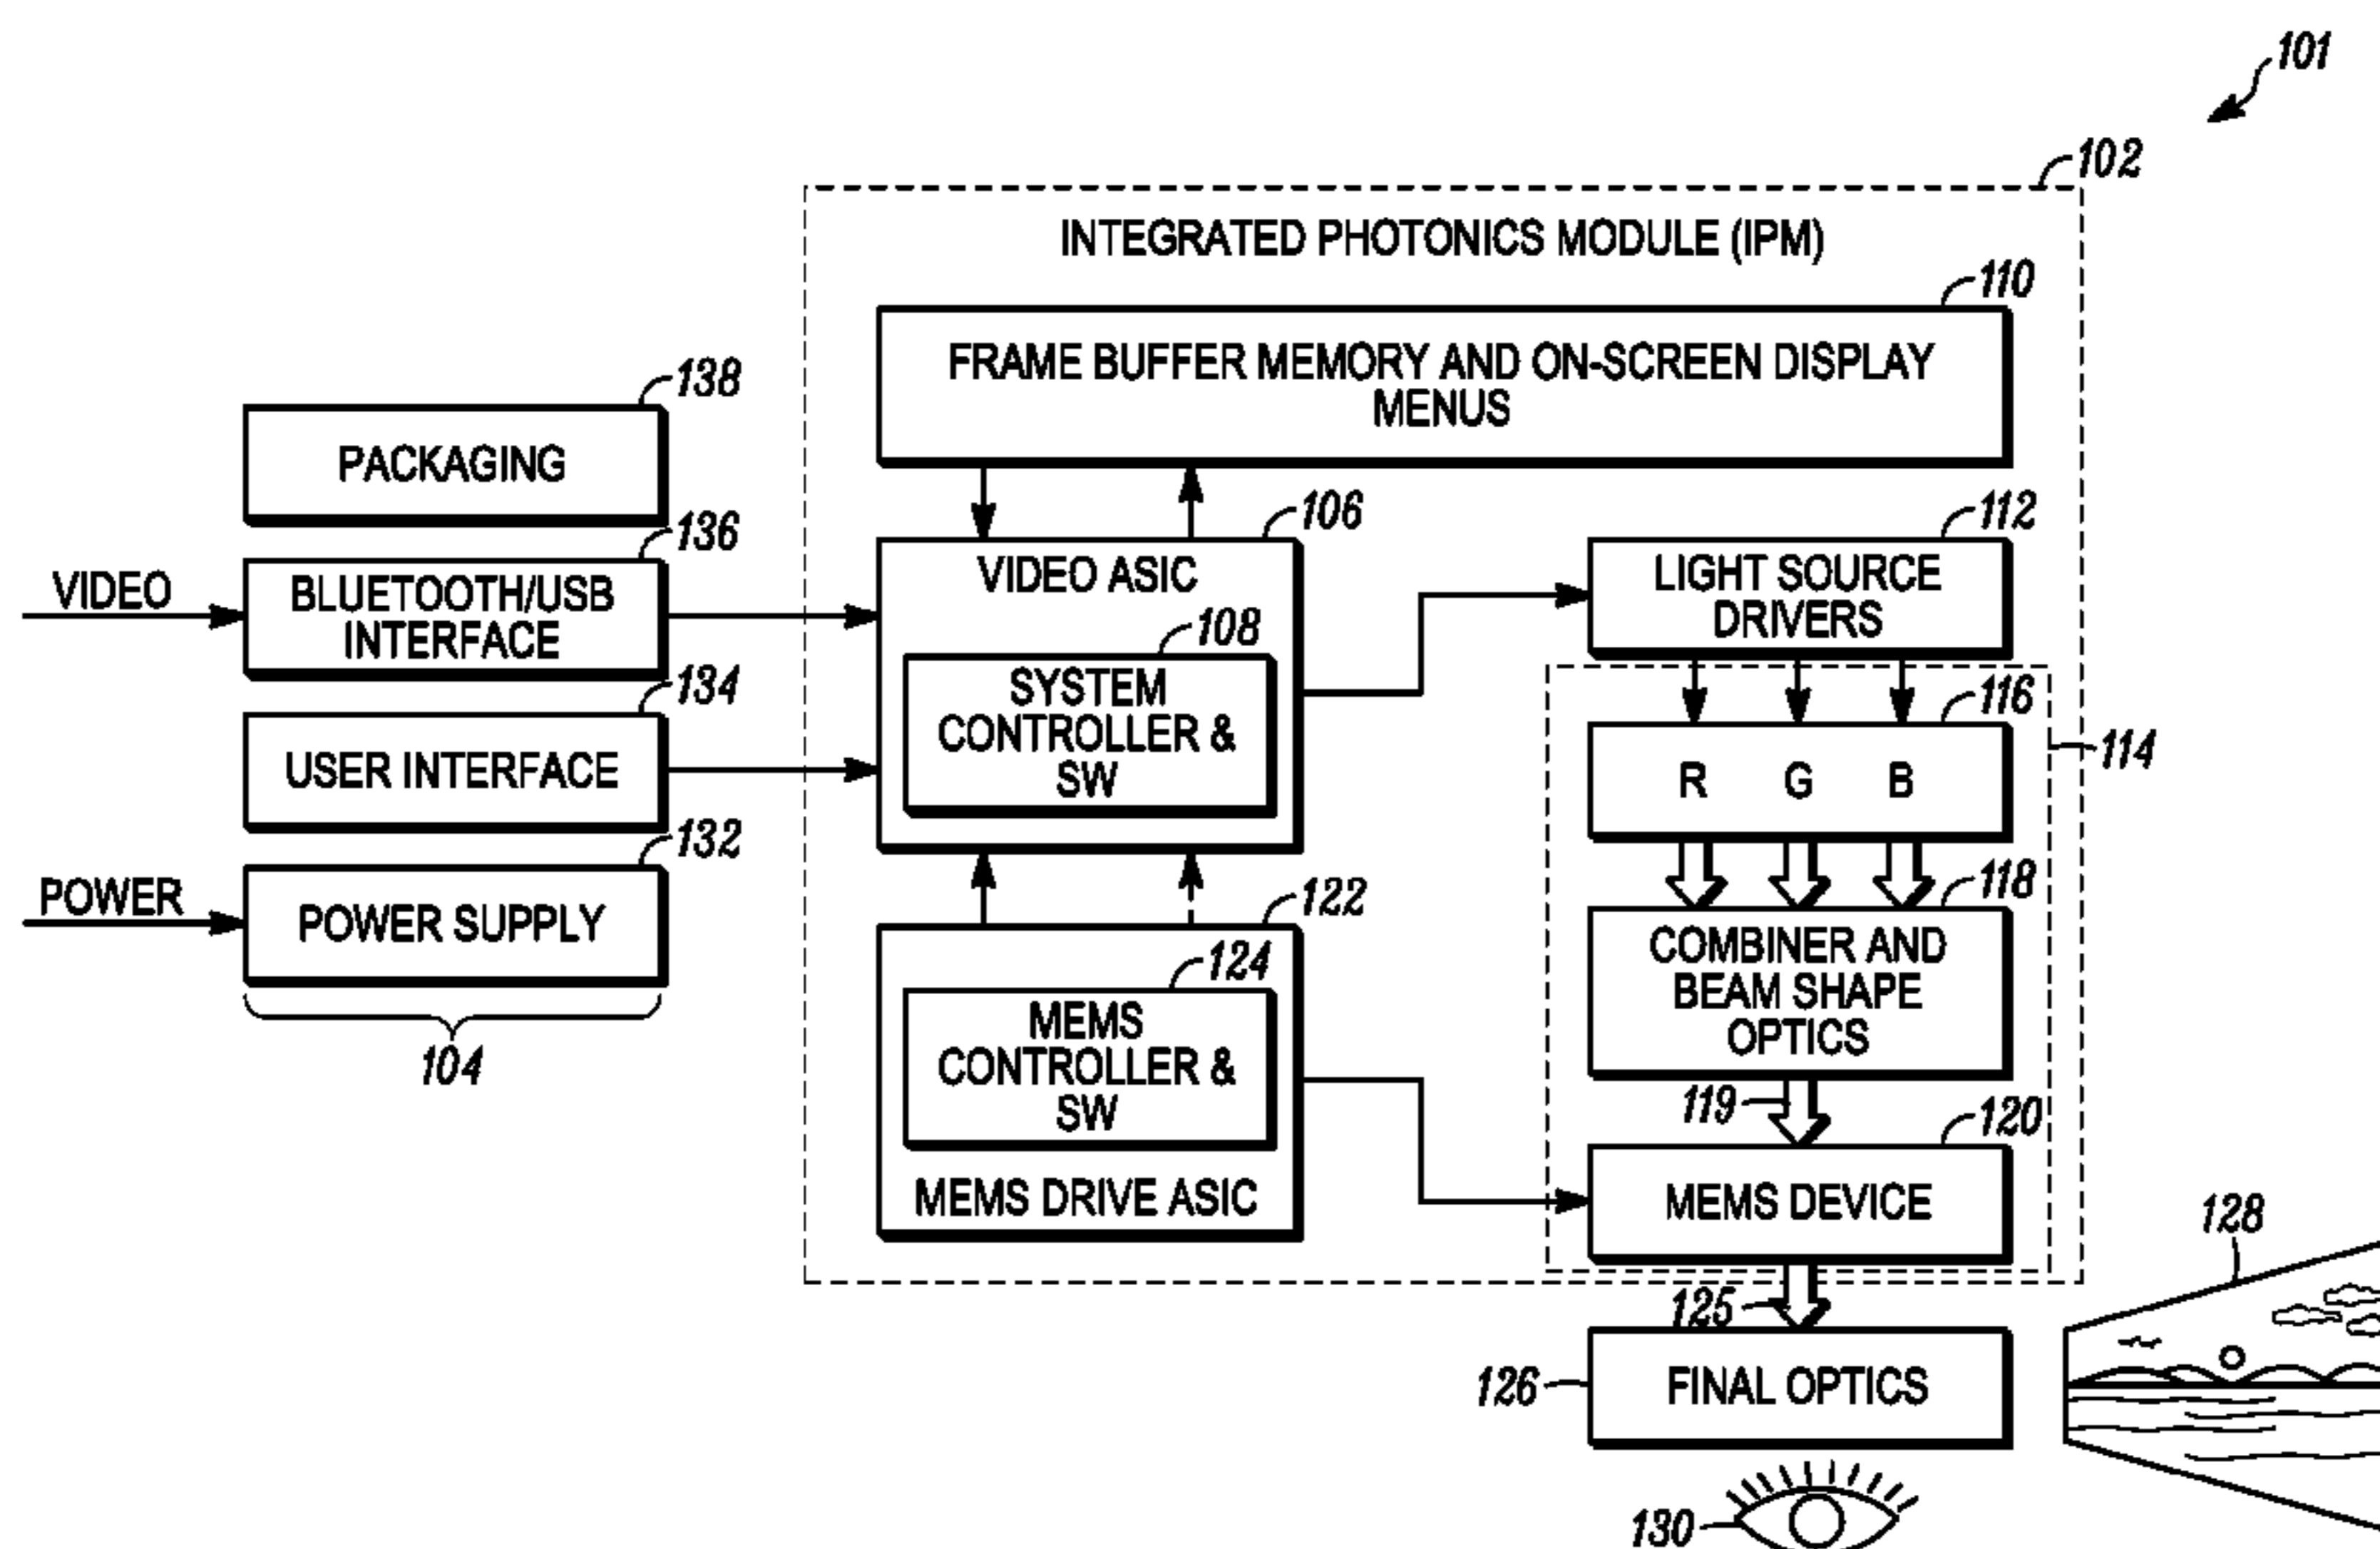 101
102
INTEGRATED PHOTONICS MODULE (IPM)
110
FRAME BUFFER MEMORY AND ON-SCREEN DISPLAY
MENUS
138
PACKAGING
136
VIDEO
BLUETOOTH/USB
INTERFACE
134
USER INTERFACE
132
POWER
POWER SUPPLY
104
106
VIDEO ASIC
108
SYSTEM
CONTROLLER &
SW
122
124
MEMS
CONTROLLER &
SW
MEMS DRIVE ASIC
112
LIGHT SOURCE
DRIVERS
116
114
R G B
118
COMBINER AND
BEAM SHAPE
OPTICS
119
120
MEMS DEVICE
125
126
FINAL OPTICS
128
130